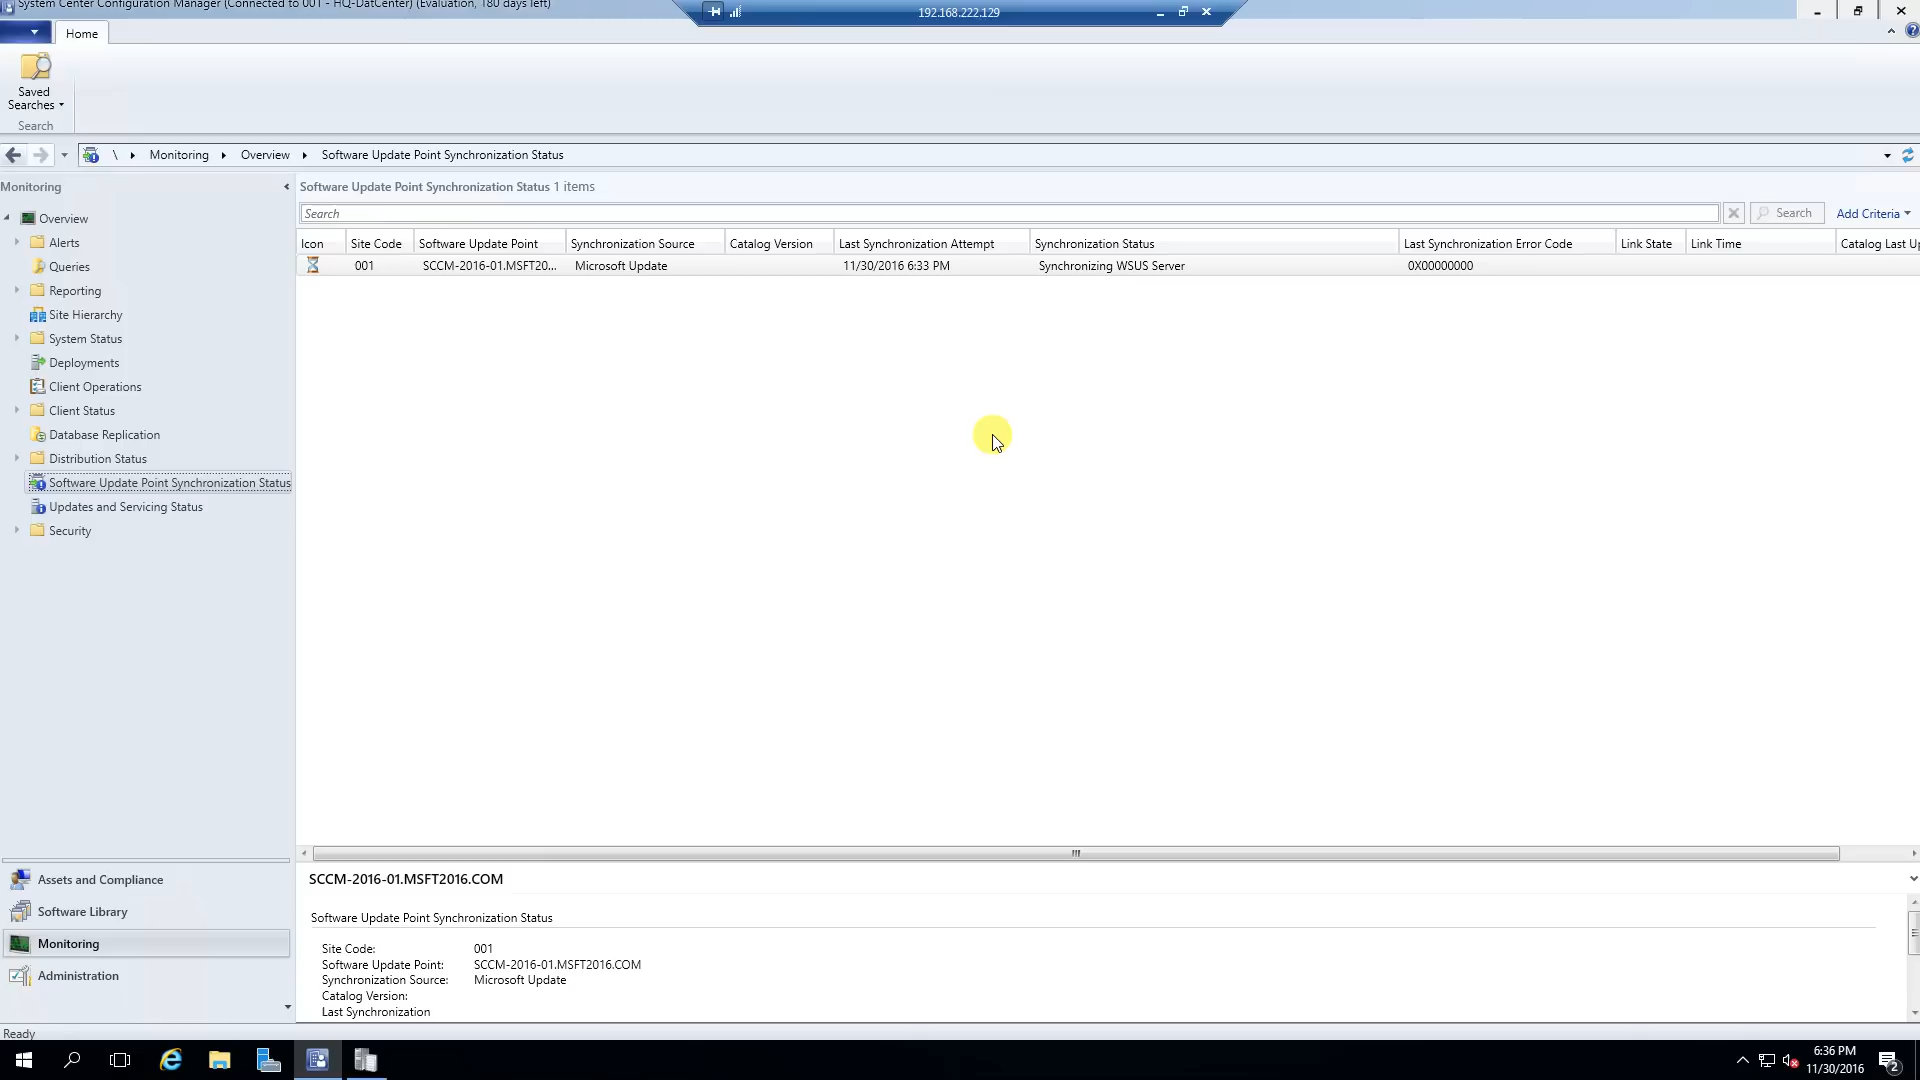 System Center Configuration Manager (Connected to 001 - HQ-DatCenter) (Evaluation, 180 days left)
192.168.222.129
Home
Saved
Searches
Search
\ Monitoring Overview Software Update Point Synchronization Status
Monitoring
Software Update Point Synchronization Status 1 items
Search
Search
Add Criteria
Icon Site Code Software Update Point Synchronization Source Catalog Version Last Synchronization Attempt Synchronization Status Last Synchronization Error Code Link State Link Time Catalog Last Up
001 SCCM-2016-01.MSFT20... Microsoft Update 11/30/2016 6:33 PM Synchronizing WSUS Server 0X00000000
Overview
Alerts
Queries
Reporting
Site Hierarchy
System Status
Deployments
Client Operations
Client Status
Database Replication
Distribution Status
Software Update Point Synchronization Status
Updates and Servicing Status
Security
Assets and Compliance
Software Library
Monitoring
Administration
SCCM-2016-01.MSFT2016.COM
Software Update Point Synchronization Status
Site Code: 001
Software Update Point: SCCM-2016-01.MSFT2016.COM
Synchronization Source: Microsoft Update
Catalog Version:
Last Synchronization
Ready
6:36 PM
11/30/2016
2